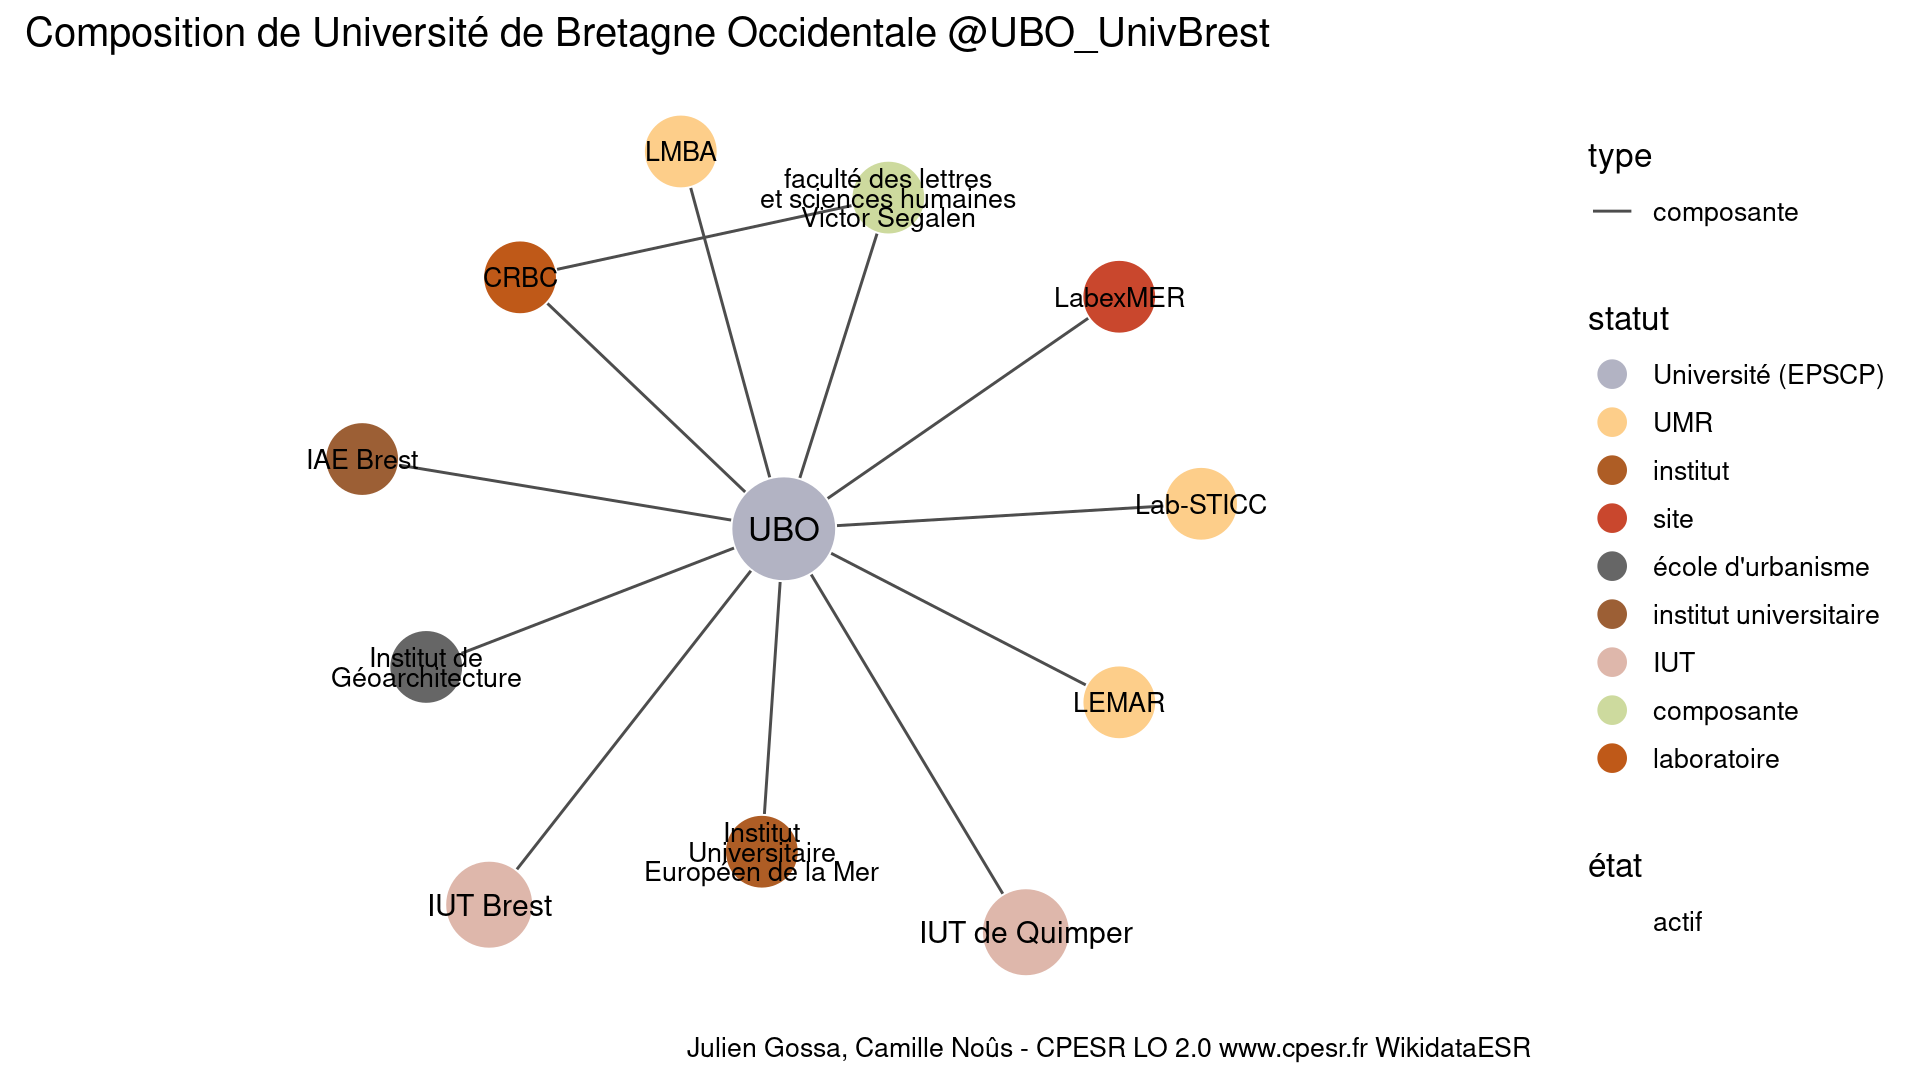 Composition de Université de Bretagne Occidentale @UBO_UnivBrest
LMBA
faculté des lettres
et sciences humaines
Victor Segalen
CRBC
LabexMER
IAE Brest
Lab-STICC
UBO
Institut de
Géoarchitecture
LEMAR
Institut
Universitaire
Européen de la Mer
IUT Brest
IUT de Quimper
type
composante
statut
Université (EPSCP)
UMR
institut
site
école d'urbanisme
institut universitaire
IUT
composante
laboratoire
état
actif
Julien Gossa, Camille Noûs - CPESR LO 2.0 www.cpesr.fr WikidataESR